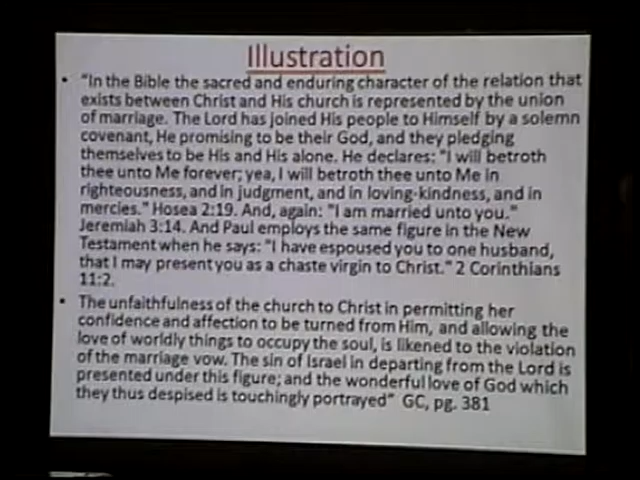 Illustration
• "In the Bible the sacred and enduring character of the relation that
exists between Christ and His church is represented by the union
of marriage. The Lord has joined His people to Himself by a solemn
covenant, He promising to be their God, and they pledging
themselves to be His and His alone. He declares: "I will betroth
thee unto Me forever; yea, I will betroth thee unto Me in
righteousness, and in judgment, and in loving-kindness, and in
mercies." Hosea 2:19. And, again: "I am married unto you."
Jeremiah 3:14. And Paul employs the same figure in the New
Testament when he says: "I have espoused you to one husband,
that I may present you as a chaste virgin to Christ." 2 Corinthians
11:2.
• The unfaithfulness of the church to Christ in permitting her
confidence and affection to be turned from Him, and allowing the
love of worldly things to occupy the soul, is likened to the violation
of the marriage vow. The sin of Israel in departing from the Lord is
presented under this figure; and the wonderful love of God which
they thus despised is touchingly portrayed" GC, pg. 381